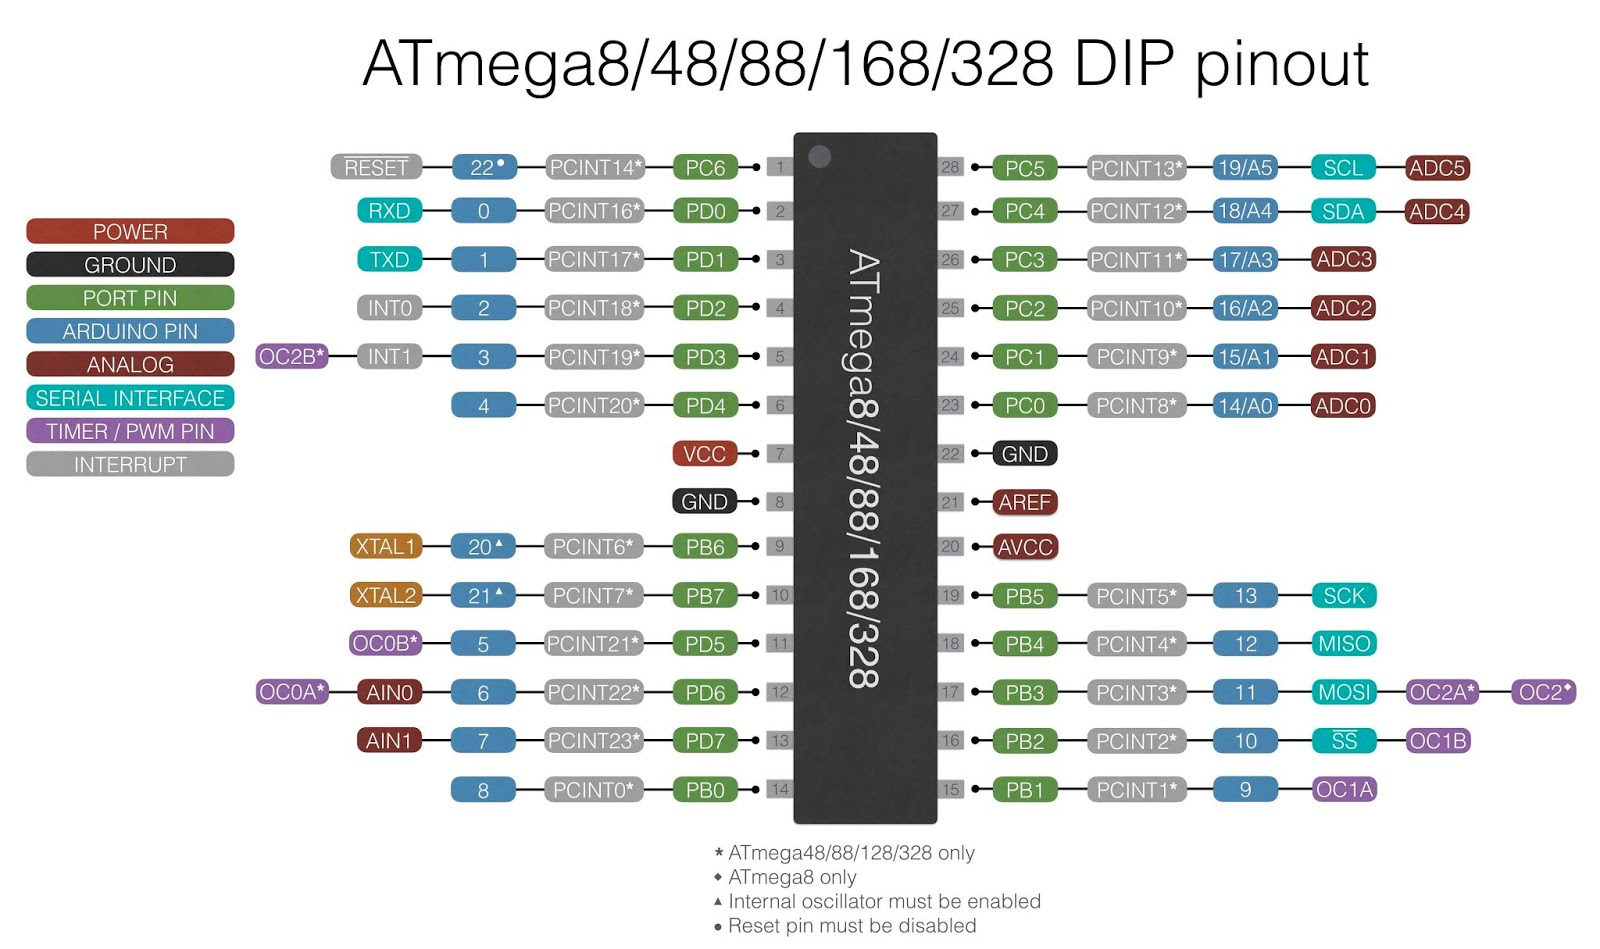 ATmega8/48/88/168/328 DIP pinout
RESET 22● PCINT14* PC6 1 28 PC5 PCINT13* 19/A5 SCL ADC5
RXD 0 PCINT16* PD0 2 27 PC4 PCINT12* 18/A4 SDA ADC4
POWER
TXD 1 PCINT17* PD1 3 26 PC3 PCINT11* 17/A3 ADC3
GROUND
PORT PIN
INT0 2 PCINT18* PD2 4 25 PC2 PCINT10* 16/A2 ADC2
ARDUINO PIN
OC2B* INT1 3 PCINT19* PD3 5 24 PC1 PCINT9* 15/A1 ADC1
ANALOG
SERIAL INTERFACE
4 PCINT20* PD4 6 23 PC0 PCINT8* 14/A0 ADC0
TIMER / PWM PIN
VCC 7 22 GND
INTERRUPT
GND 8 21 AREF
XTAL1 20▲ PCINT6* PB6 9 20 AVCC
XTAL2 21▲ PCINT7* PB7 10 19 PB5 PCINT5* 13 SCK
OC0B* 5 PCINT21* PD5 11 18 PB4 PCINT4* 12 MISO
OC0A* AIN0 6 PCINT22* PD6 12 17 PB3 PCINT3* 11 MOSI OC2A* OC2◆
AIN1 7 PCINT23* PD7 13 16 PB2 PCINT2* 10 SS OC1B
8 PCINT0* PB0 14 15 PB1 PCINT1* 9 OC1A
ATmega8/48/88/168/328
* ATmega48/88/128/328 only
◆ ATmega8 only
▲ Internal oscillator must be enabled
● Reset pin must be disabled